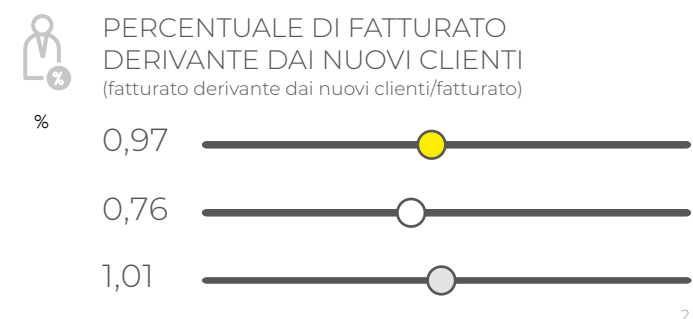 PERCENTUALE DI FATTURATO
DERIVANTE DAI NUOVI CLIENTI
(fatturato derivante dai nuovi clienti/fatturato)
%
%
0,97
0,76
1,01
2